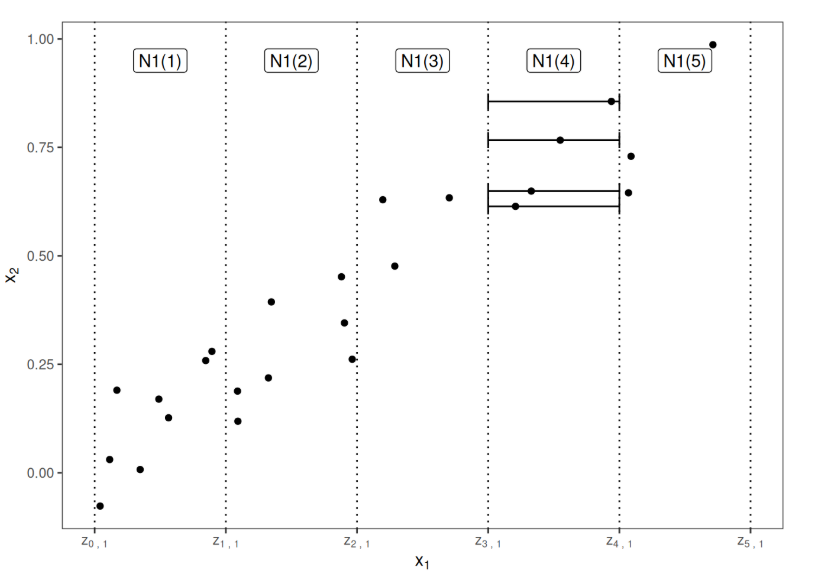 1.00
N1(1) N1(2) N1(3) N1(4) N1(5)
0.75
0.50
x₂
0.25
0.00
z₀ , ₁ z₁ , ₁ z₂ , ₁ z₃ , ₁ z₄ , ₁ z₅ , ₁
x₁